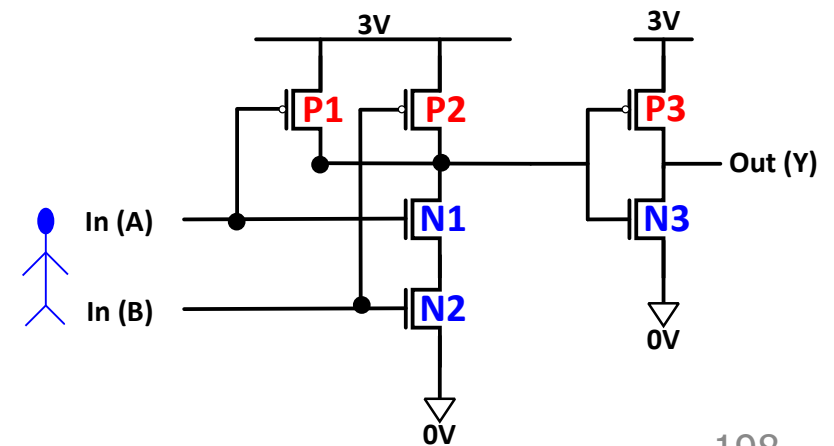 3V
3V
P1
P2
P3
Out (Y)
In (A)
N1
N3
In (B)
N2
0V
0V